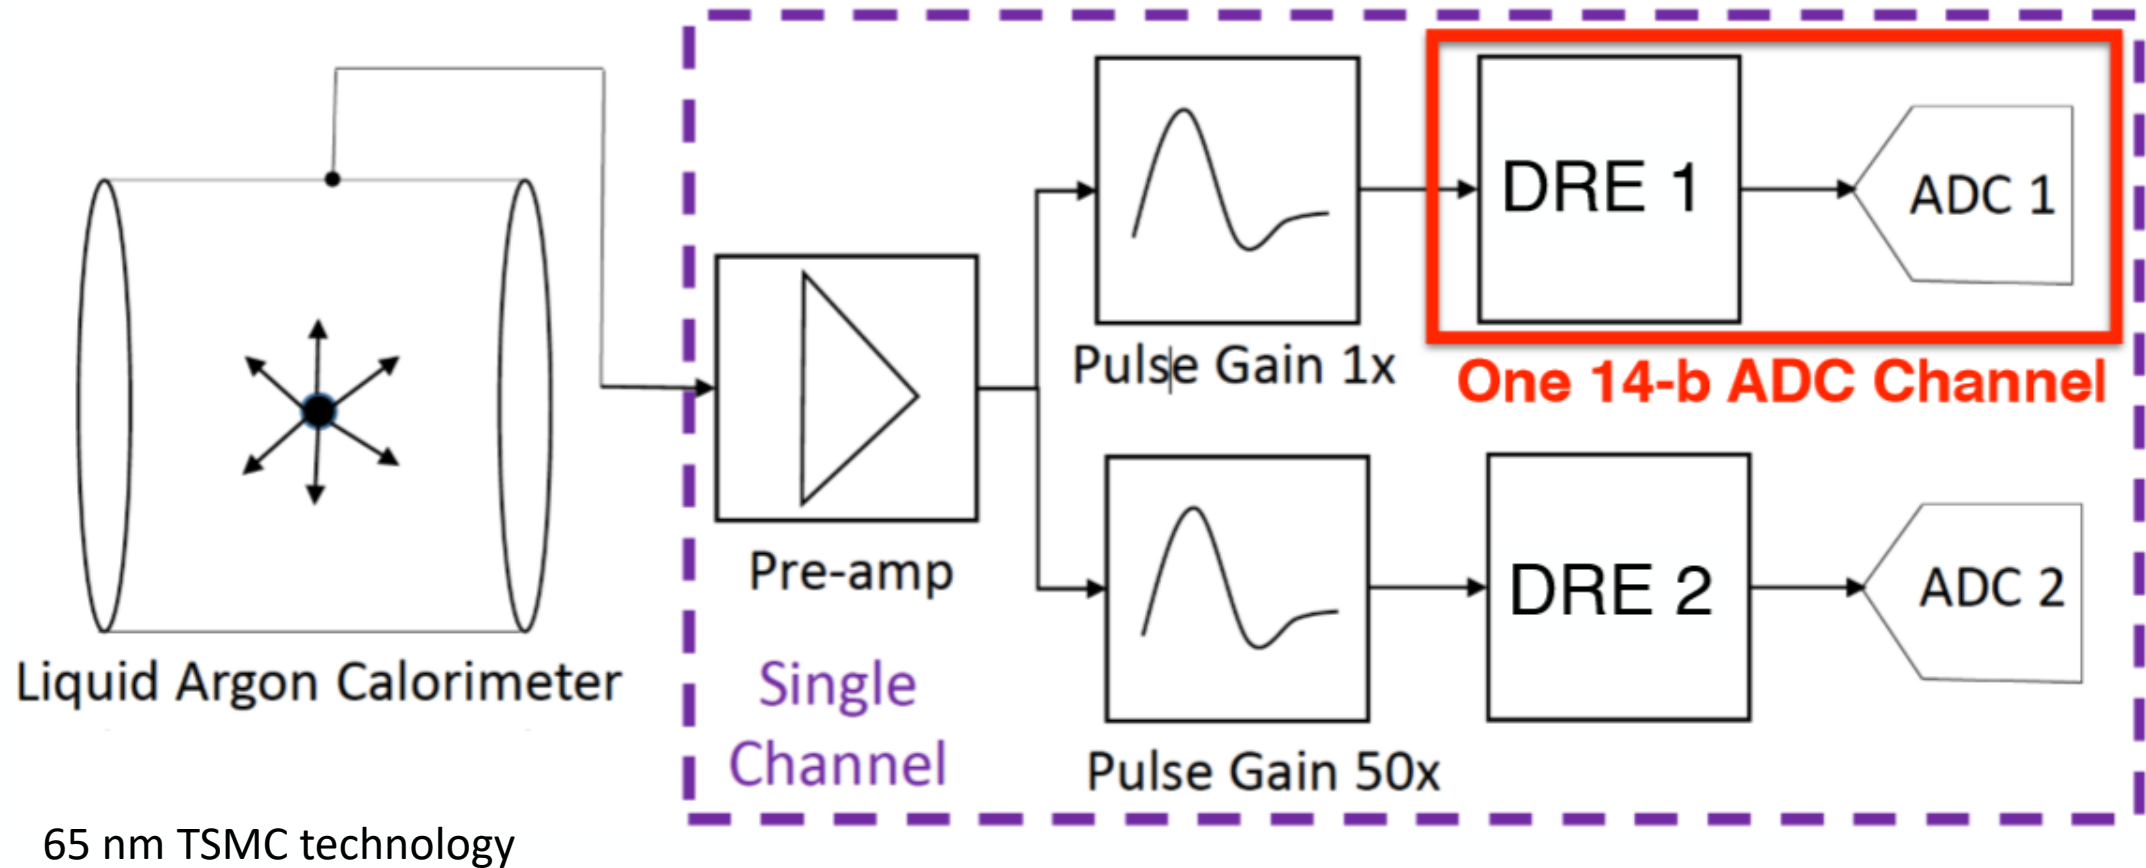 DRE 1
ADC 1
Pulse Gain 1x
One 14-b ADC Channel
Pre-amp
DRE 2
ADC 2
Liquid Argon Calorimeter
Single
Channel
Pulse Gain 50x
65 nm TSMC technology